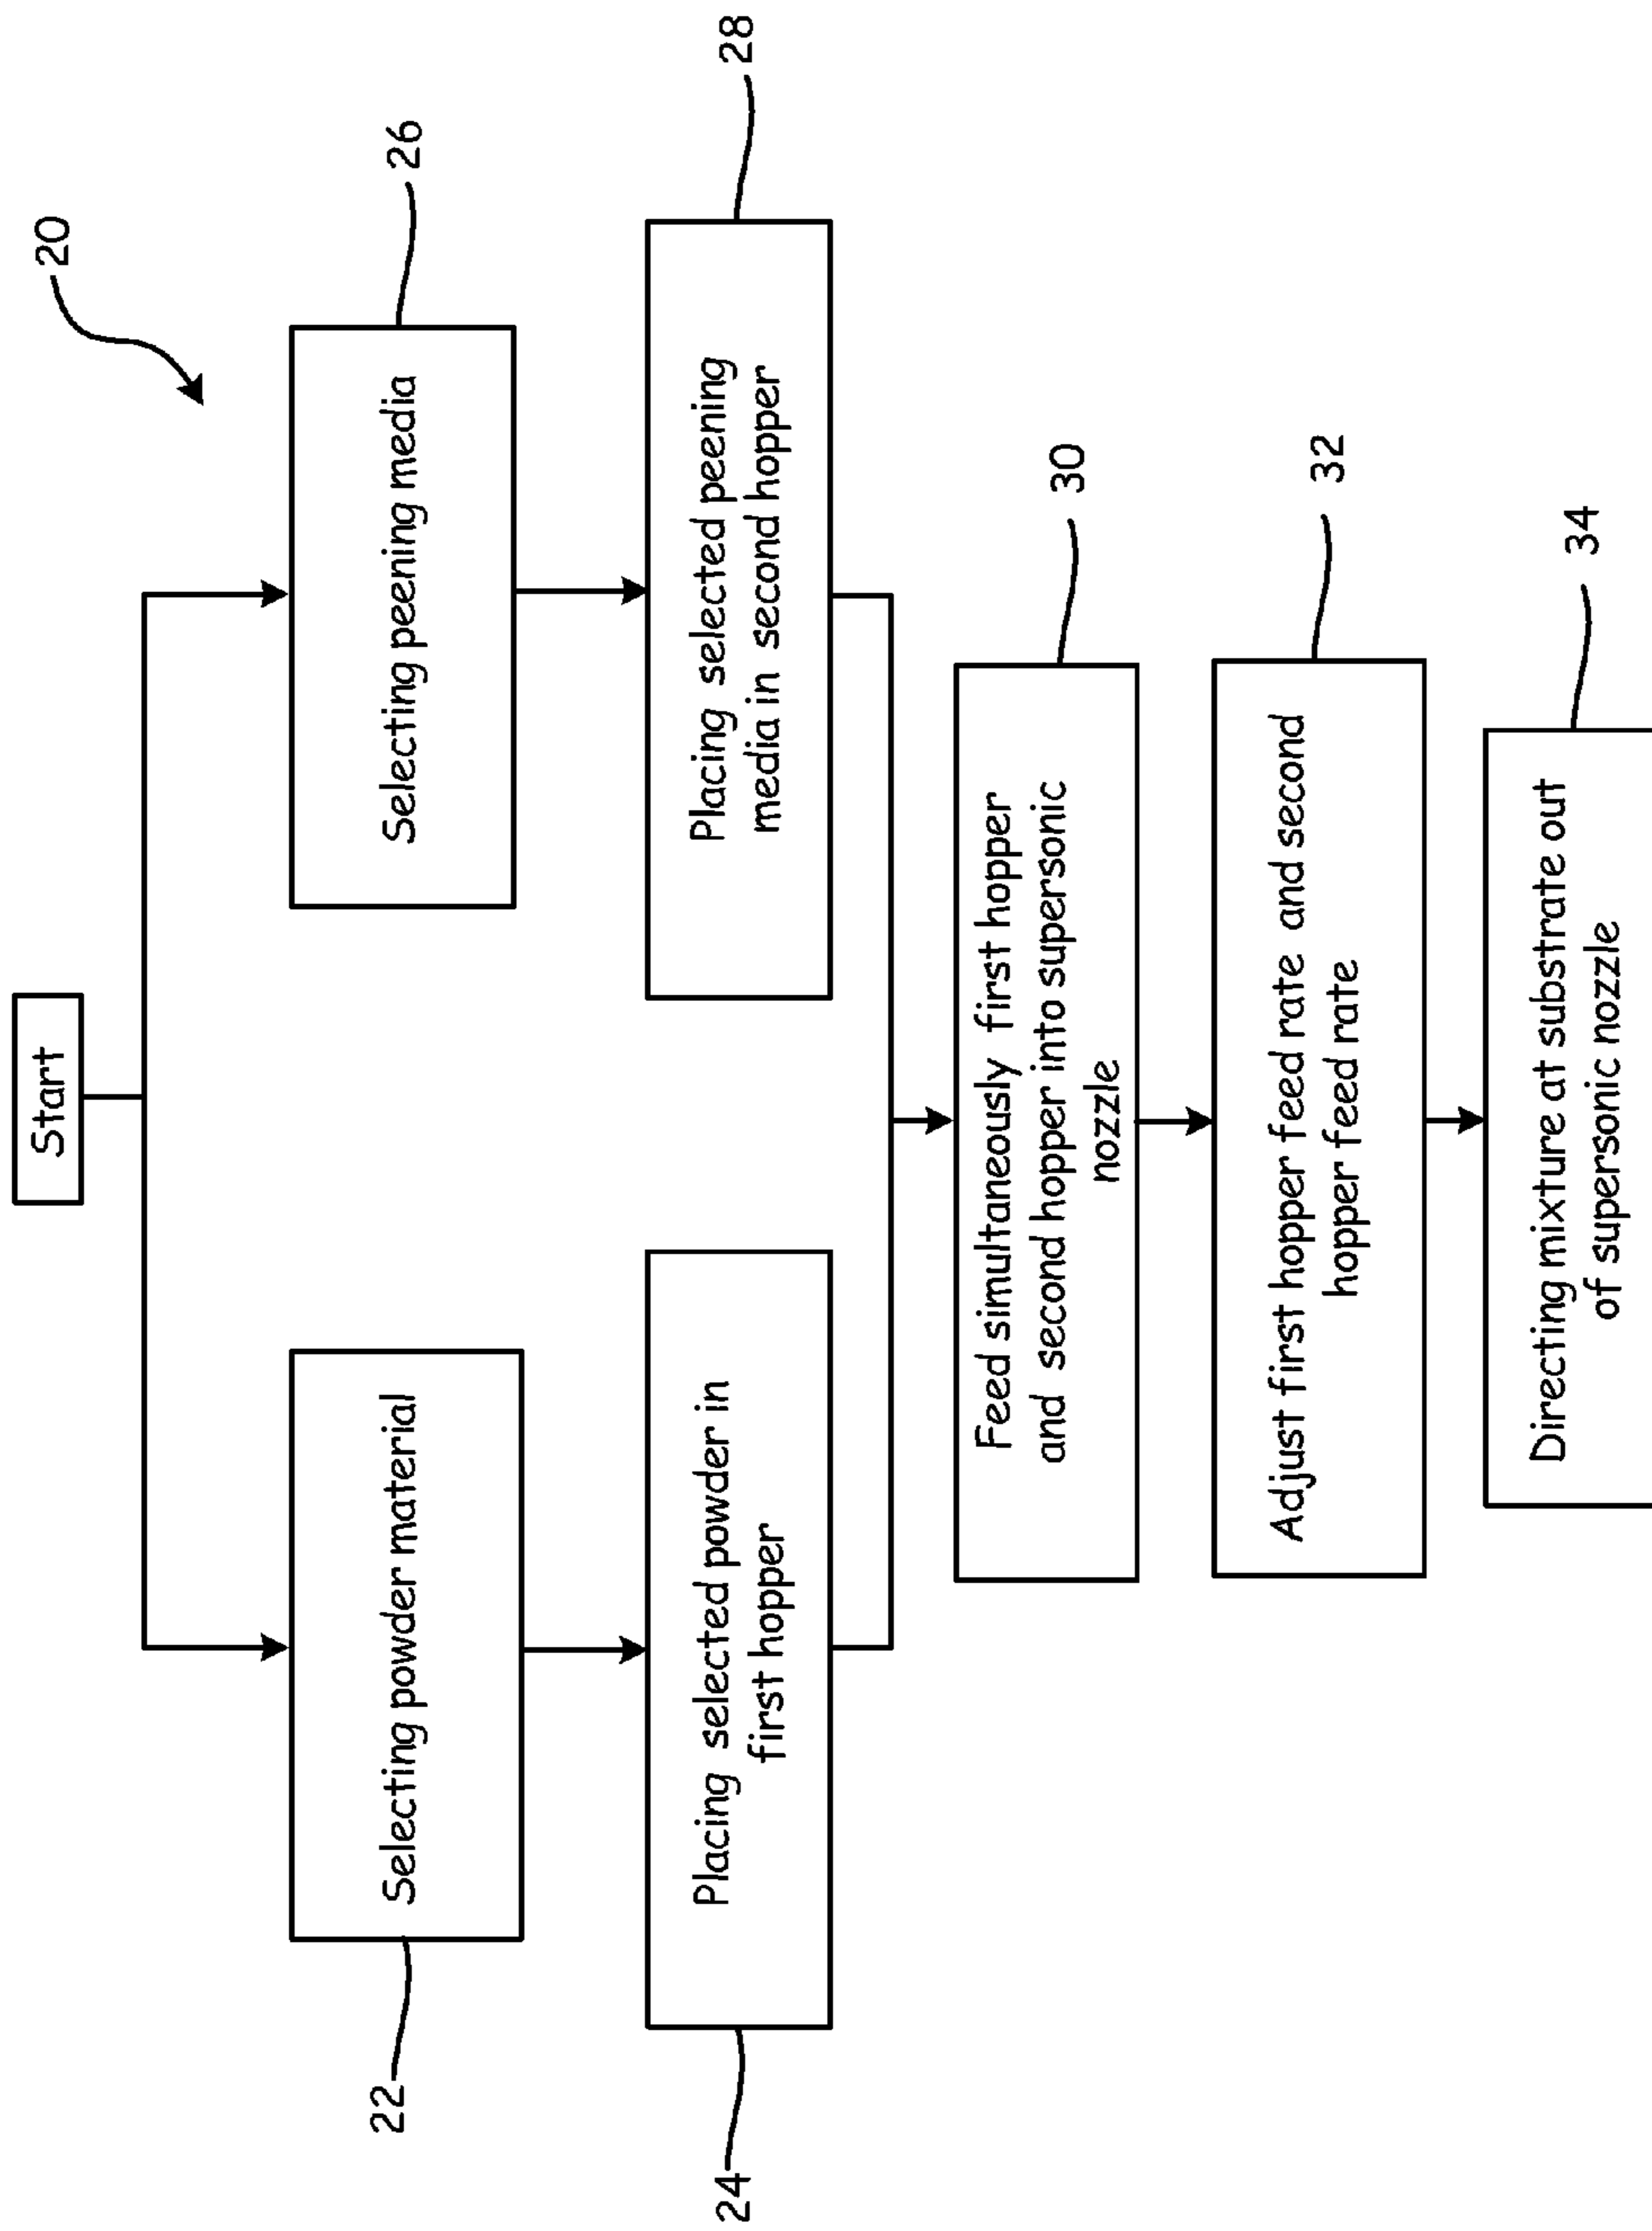 Start
20
22
Selecting powder material
Selecting peening media
26
24
Placing selected powder in
first hopper
Placing selected peening
media in second hopper
28
Feed simultaneously first hopper
and second hopper into supersonic
nozzle
30
Adjust first hopper feed rate and second
hopper feed rate
32
Directing mixture at substrate out
of supersonic nozzle
34